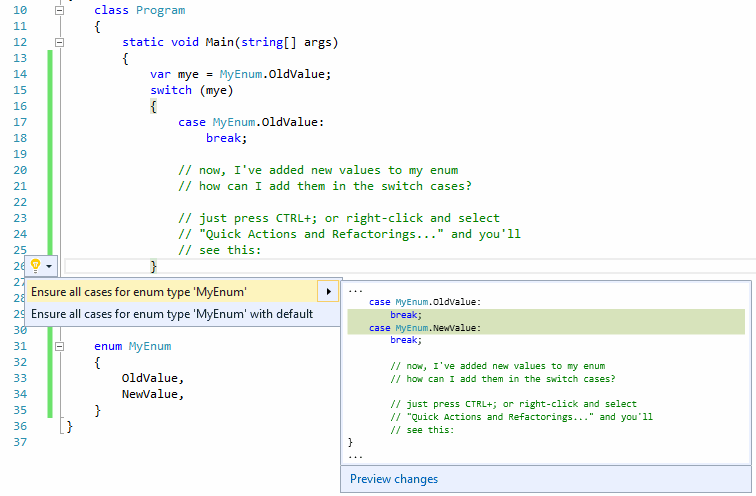 10 class Program
11 {
12 static void Main(string[] args)
13 {
14 var mye = MyEnum.OldValue;
15 switch (mye)
16 {
17 case MyEnum.OldValue:
18 break;
19
20 // now, I've added new values to my enum
21 // how can I add them in the switch cases?
22
23 // just press CTRL+; or right-click and select
24 // "Quick Actions and Refactorings..." and you'll
25 // see this:
26 }
27
Ensure all cases for enum type 'MyEnum'
28
29
Ensure all cases for enum type 'MyEnum' with default
30
31 enum MyEnum
32 {
33 OldValue,
34 NewValue,
35 }
36 }
37
...
case MyEnum.OldValue:
break;
case MyEnum.NewValue:
break;
// now, I've added new values to my enum
// how can I add them in the switch cases?
// just press CTRL+; or right-click and select
// "Quick Actions and Refactorings..." and you'll
// see this:
}
...
Preview changes